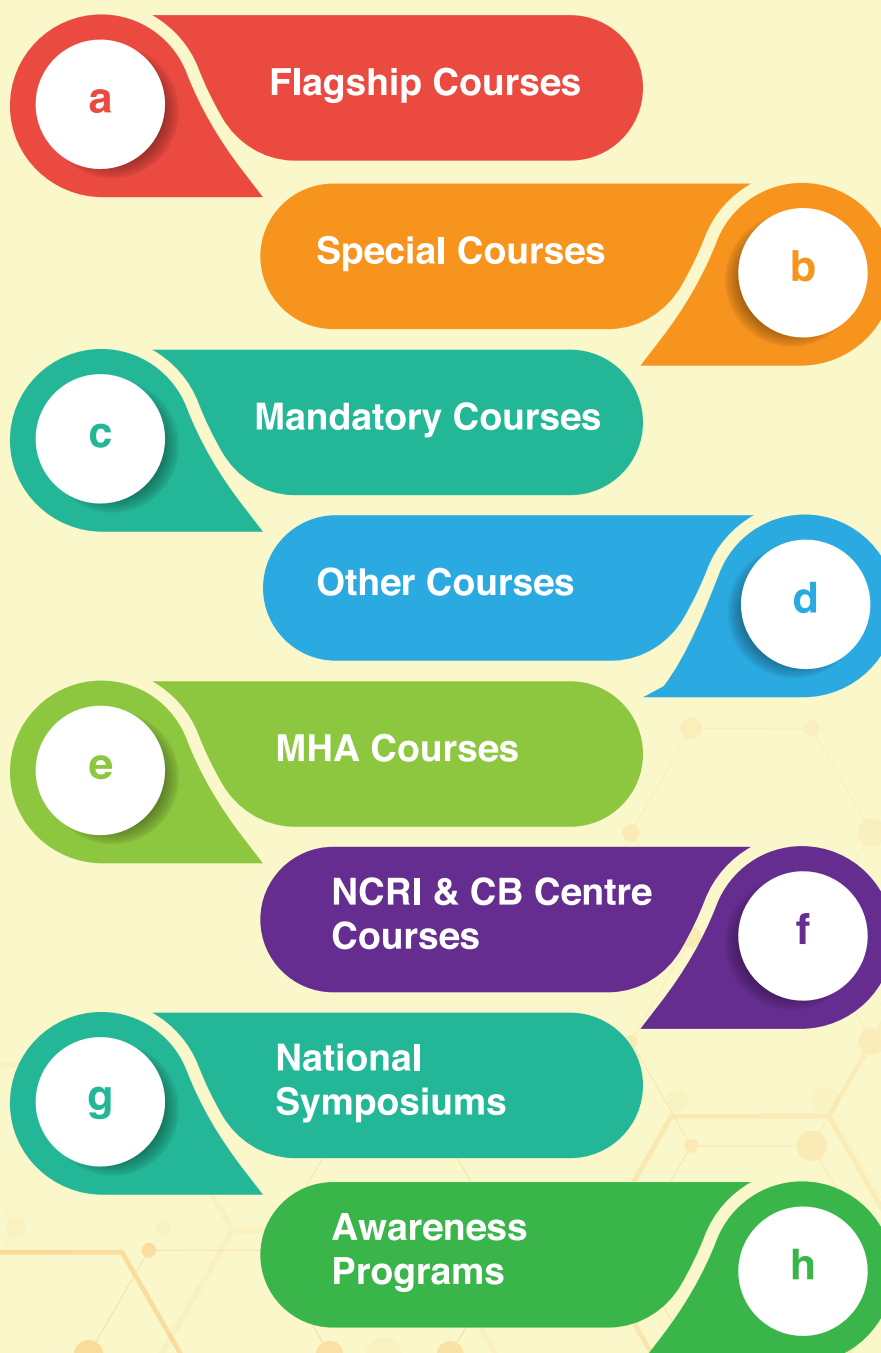 a
Flagship Courses
Special Courses
b
c
Mandatory Courses
Other Courses
d
e
MHA Courses
NCRI & CB Centre
Courses
f
g
National
Symposiums
Awareness
Programs
h